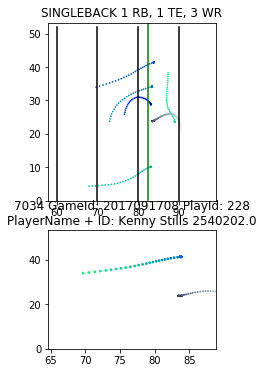 SINGLEBACK 1 RB, 1 TE, 3 WR
50
40
30
20
10
0
60 70 80 90
7034 GameId: 2017091708 PlayId: 228
PlayerName + ID: Kenny Stills 2540202.0
40
20
0
65 70 75 80 85